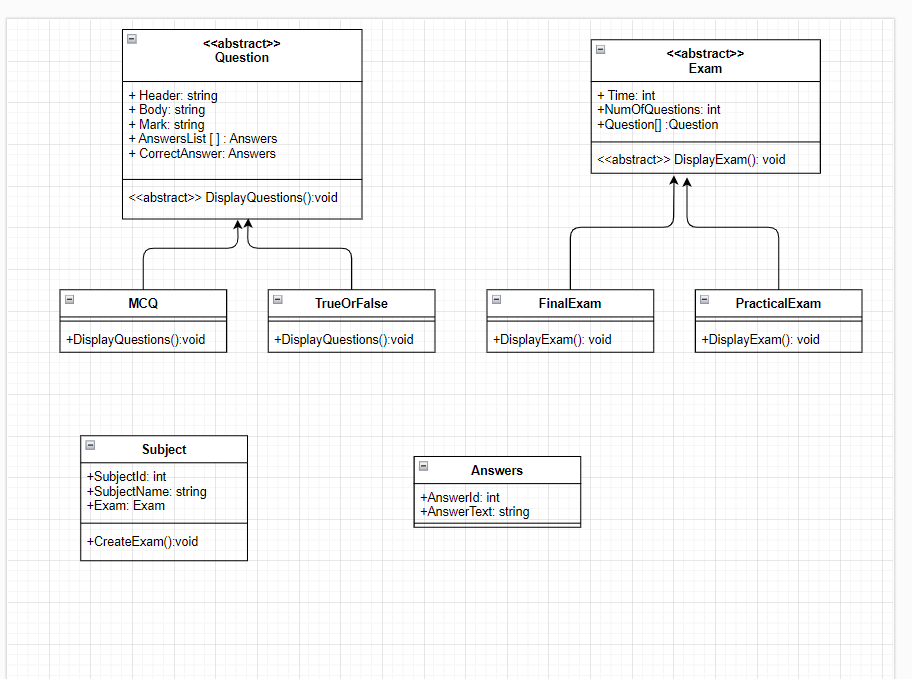 <<abstract>>
Question
+ Header: string
+ Body: string
+ Mark: string
+ AnswersList [ ] : Answers
+ CorrectAnswer: Answers
<<abstract>> DisplayQuestions():void
<<abstract>>
Exam
+ Time: int
+NumOfQuestions: int
+Question[] :Question
<<abstract>> DisplayExam(): void
MCQ
+DisplayQuestions():void
TrueOrFalse
+DisplayQuestions():void
FinalExam
+DisplayExam(): void
PracticalExam
+DisplayExam(): void
Subject
+SubjectId: int
+SubjectName: string
+Exam: Exam
+CreateExam():void
Answers
+AnswerId: int
+AnswerText: string